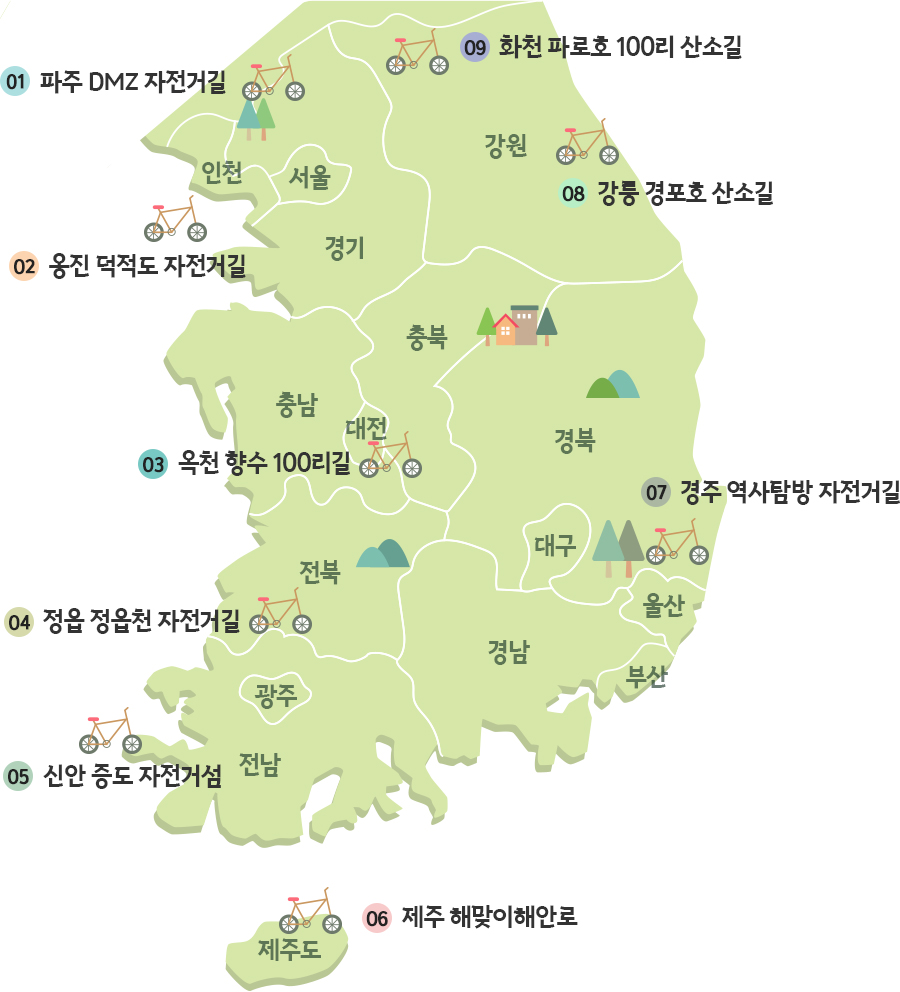 09 화천 파로호 100리 산소길
01 파주 DMZ 자전거길
강원
인천
서울
08 강릉 경포호 산소길
경기
02 옹진 덕적도 자전거길
충북
충남
대전
경북
03 옥천 향수 100리길
07 경주 역사탐방 자전거길
대구
전북
울산
04 정읍 정읍천 자전거길
경남
부산
광주
전남
05 신안 증도 자전거섬
06 제주 해맞이해안로
제주도